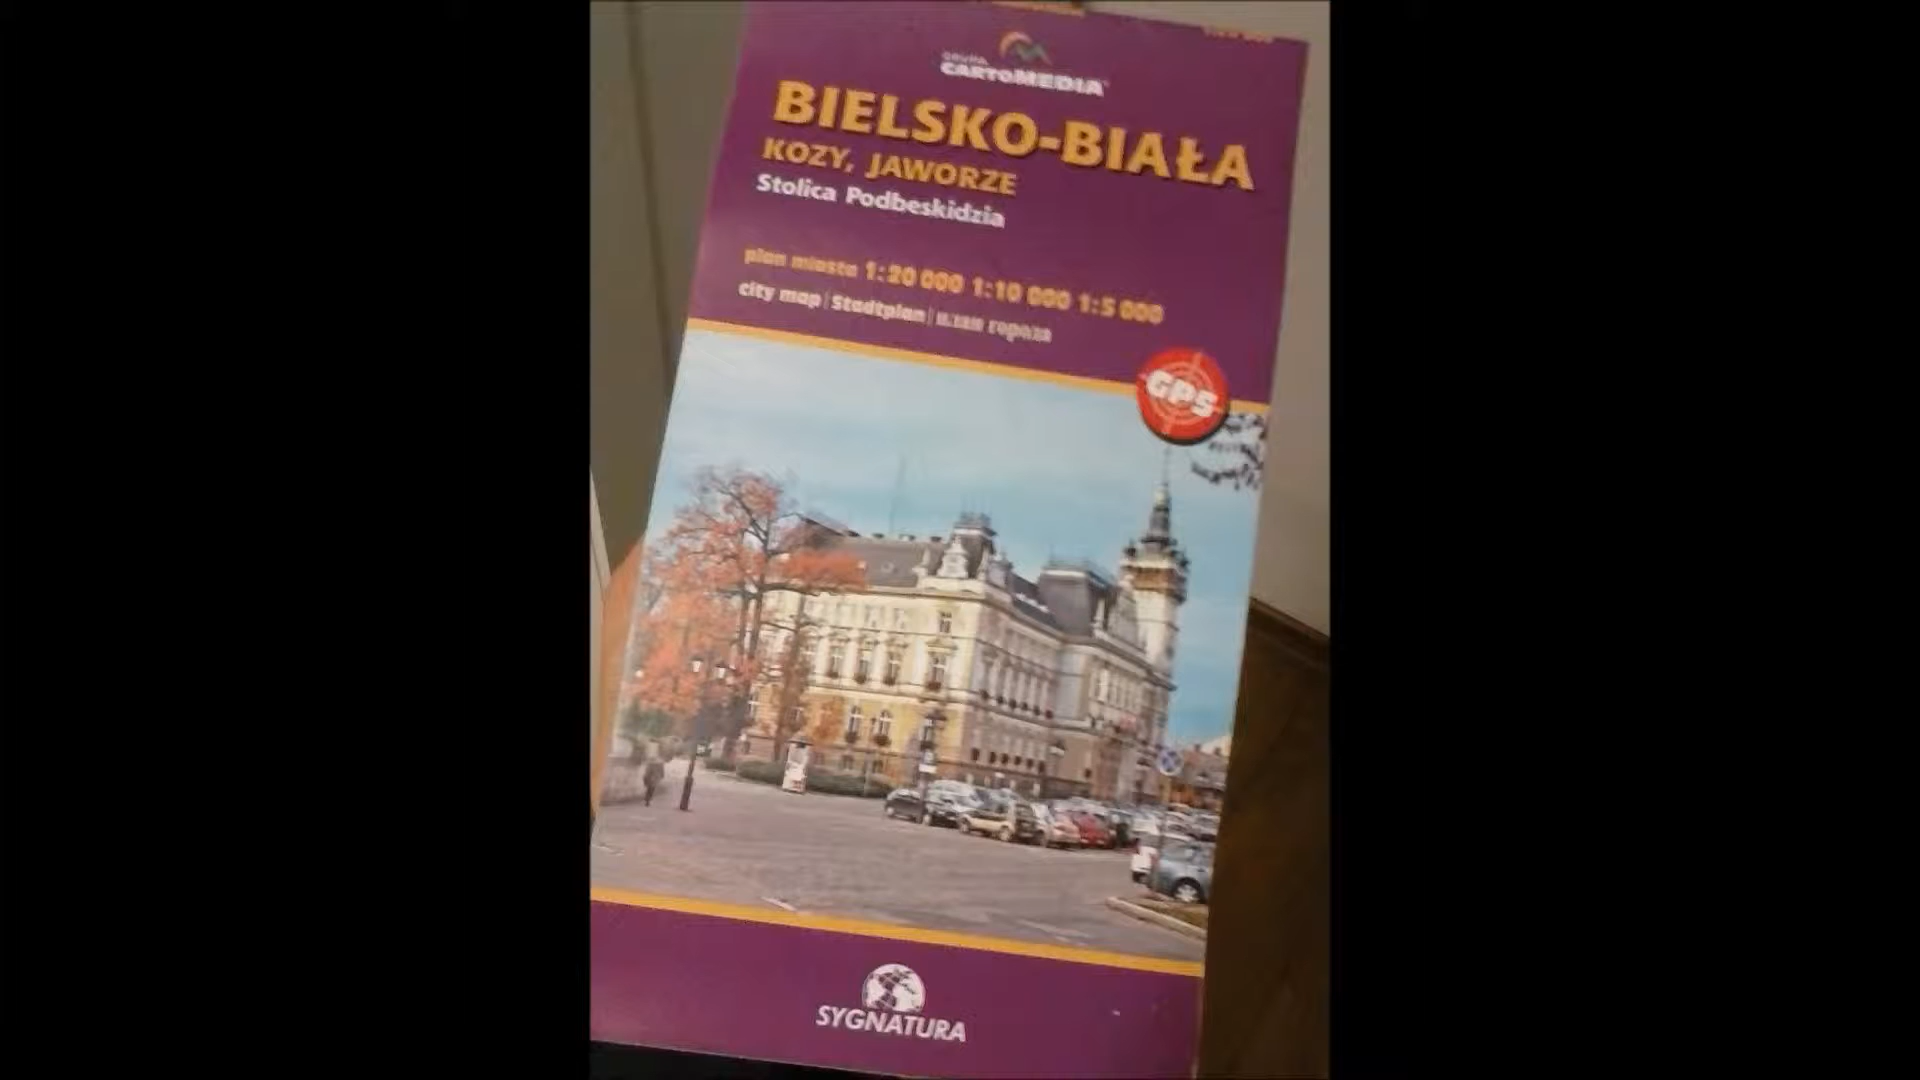 GRUPA
CARTOMEDIA
BIELSKO-BIAŁA
KOZY, JAWORZE
Stolica Podbeskidzia
plan miasta 1:20 000 1:10 000 1:5 000
city map | Stadtplan | план города
GPS
SYGNATURA